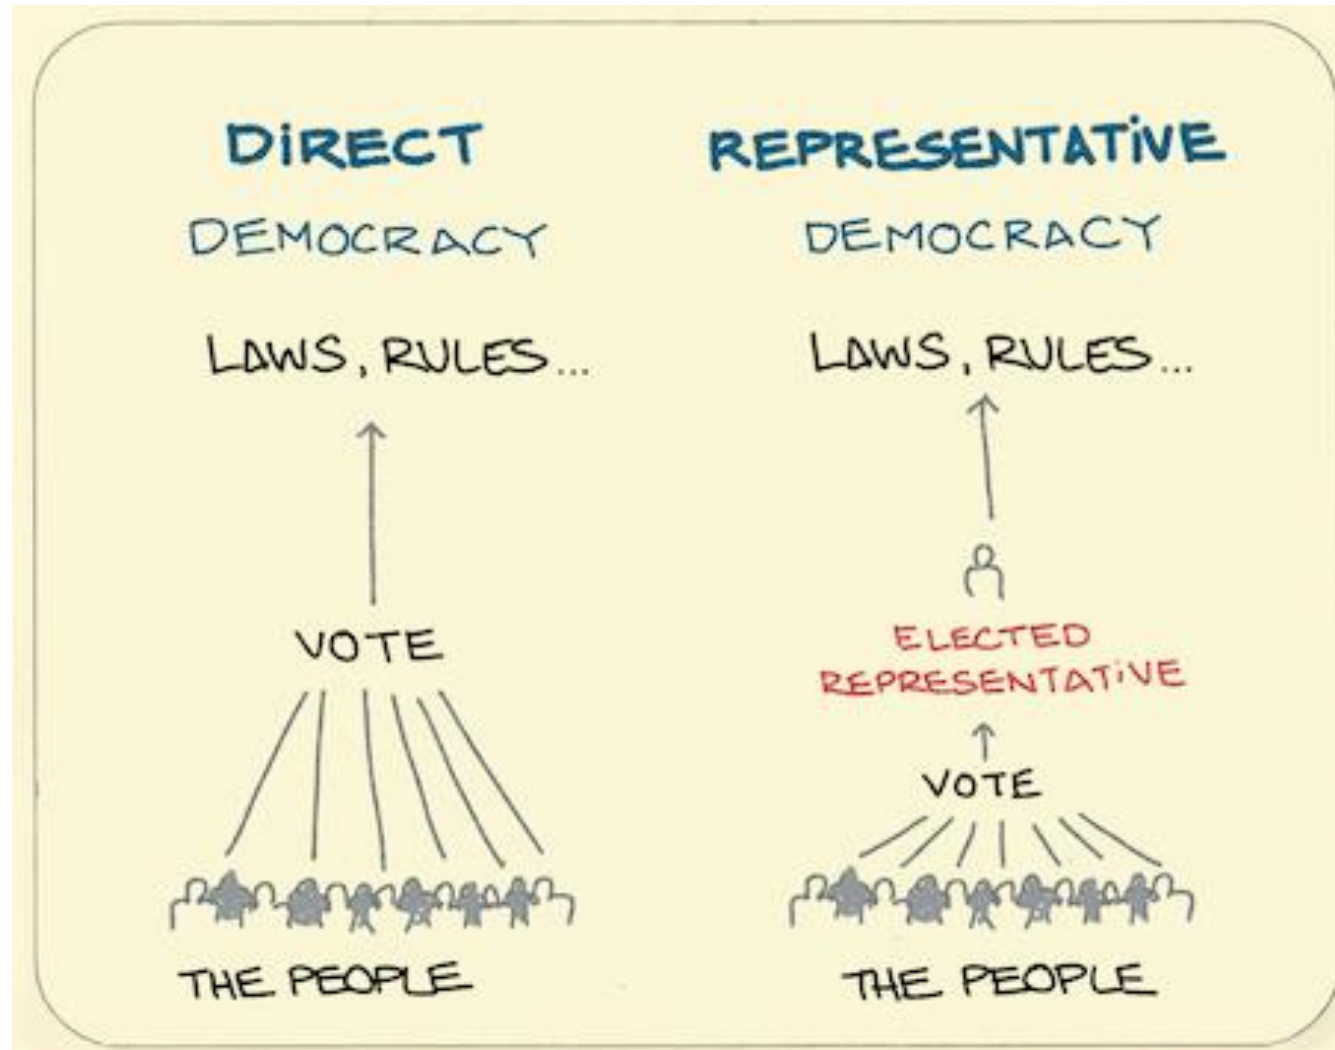 DIRECT
DEMOCRACY
LAWS, RULES...
VOTE
THE PEOPLE
REPRESENTATIVE
DEMOCRACY
LAWS, RULES...
ELECTED
REPRESENTATIVE
VOTE
THE PEOPLE